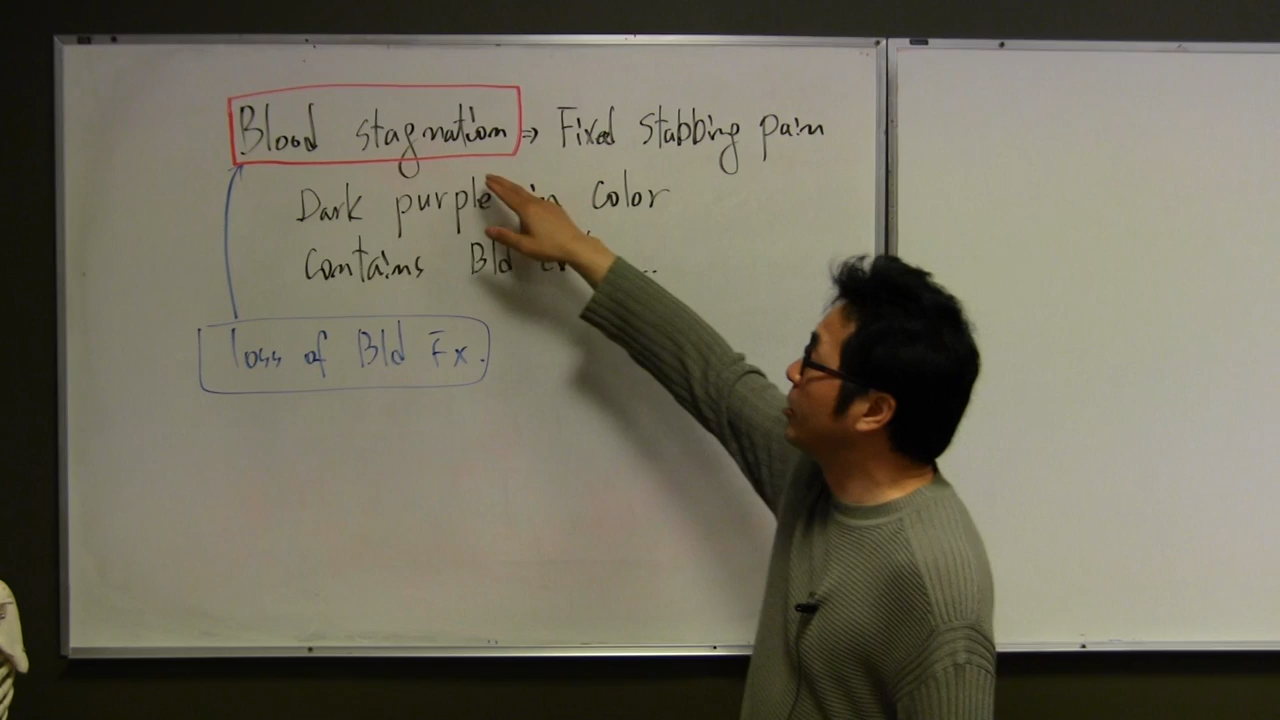 Blood stagnation ⇒ Fixed stabbing pain
Dark purple in color
Contains Bld
loss of Bld Fx.